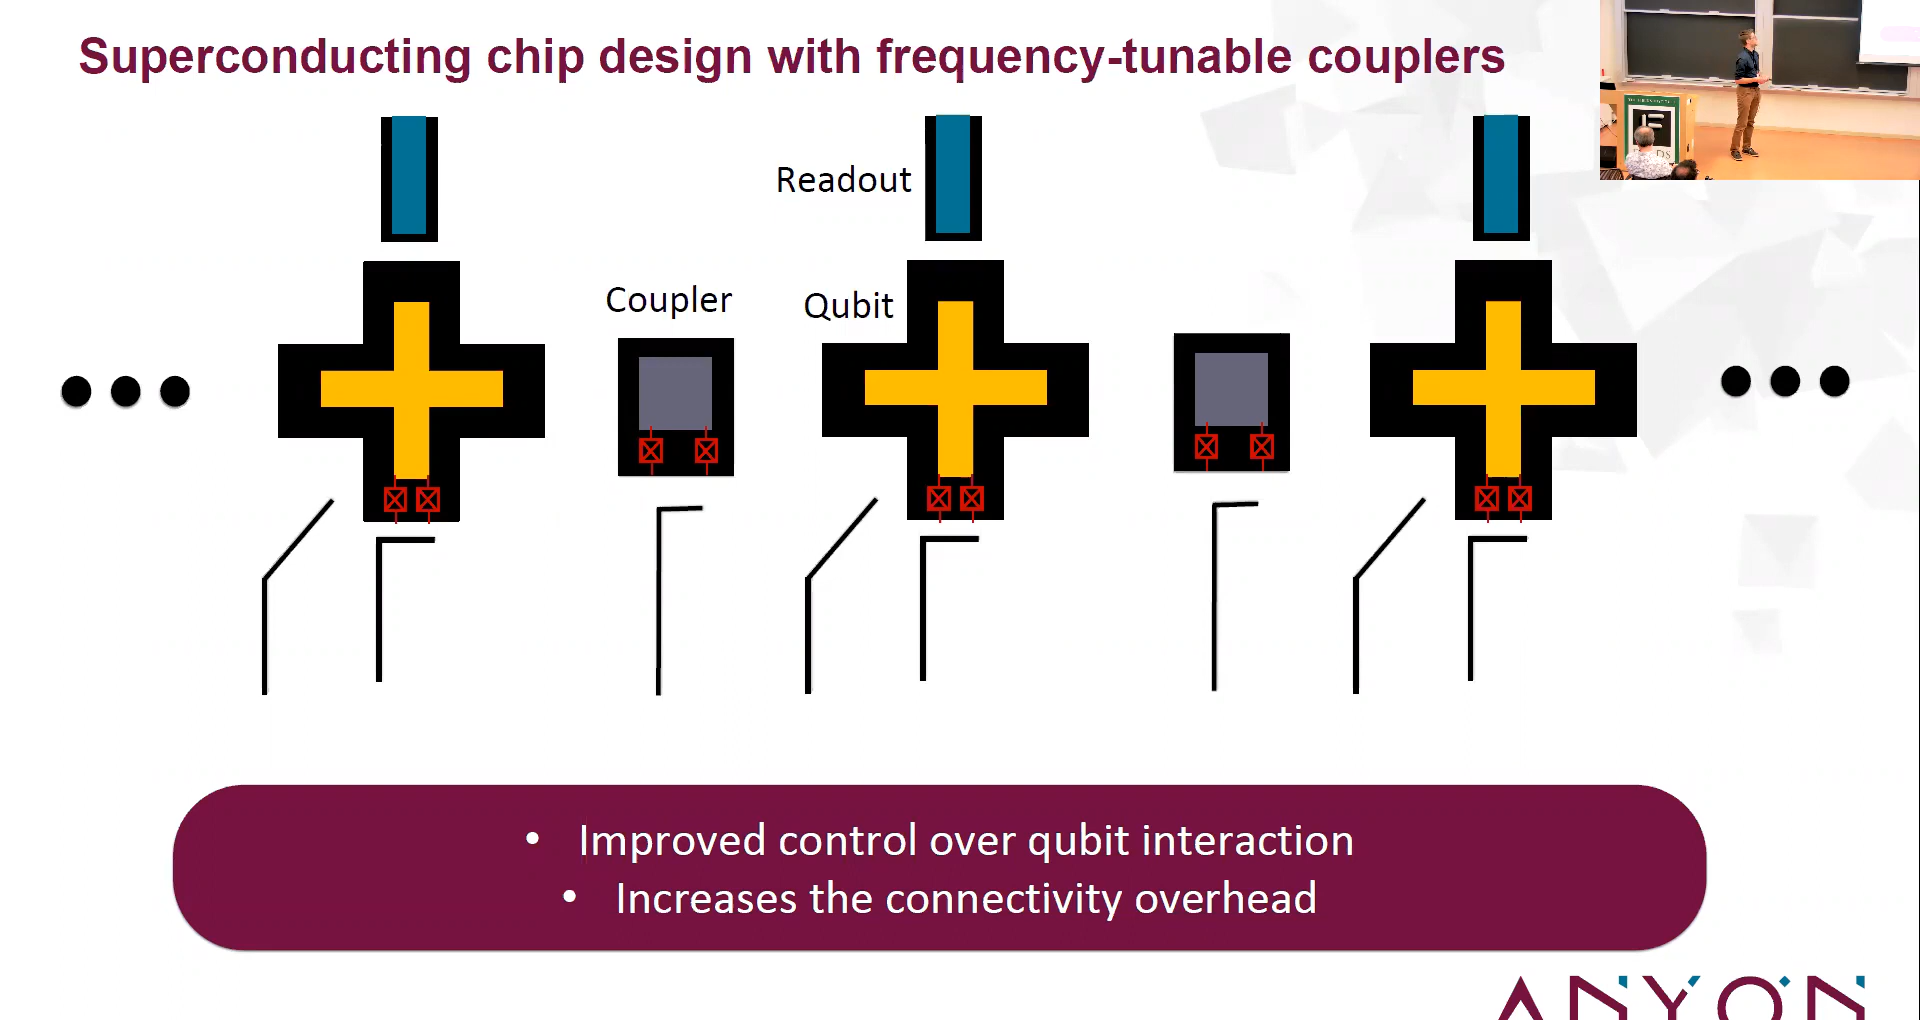 Superconducting chip design with frequency-tunable couplers
Readout
Coupler
Qubit
• Improved control over qubit interaction
• Increases the connectivity overhead
ANYON